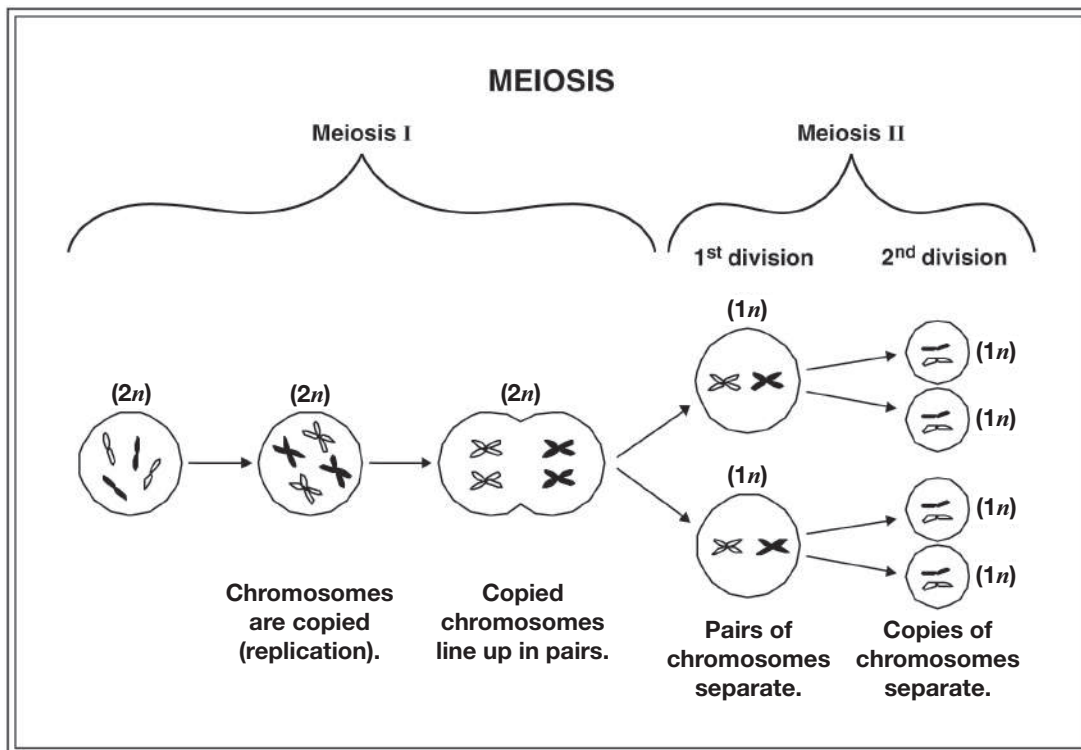 MEIOSIS
Meiosis I
Meiosis II
1st division
2nd division
(1n)
(1n)
(1n)
(2n)
(2n)
(2n)
(1n)
(1n)
(1n)
Chromosomes
are copied
(replication).
Copied
chromosomes
line up in pairs.
Pairs of
chromosomes
separate.
Copies of
chromosomes
separate.